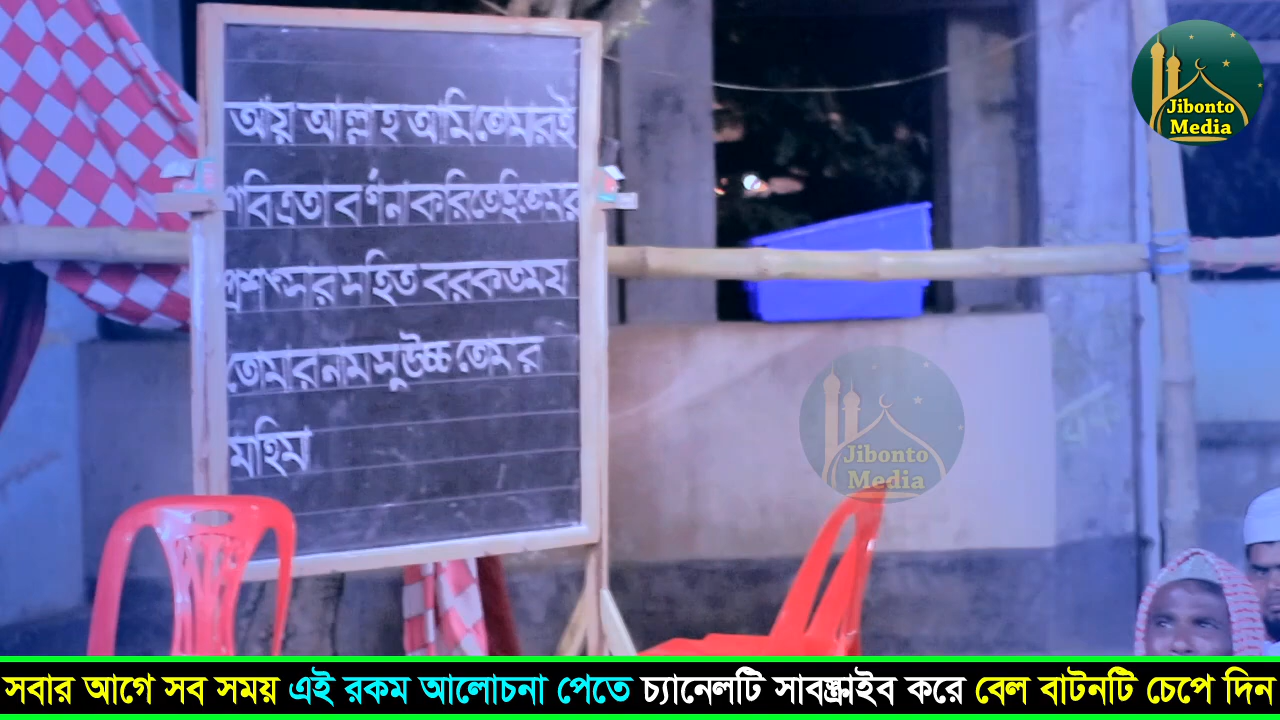 আয় আল্লাহ আমি তোমারই
পবিত্রতা বর্ণনা করিতেছি তোমার
প্রশংসার সহিত বরকতময়
তোমার নাম সুউচ্চ তোমার
মহিমা
Jibonto
Media
Jibonto
Media
সবার আগে সব সময় এই রকম আলোচনা পেতে চ্যানেলটি সাবস্ক্রাইব করে বেল বাটনটি চেপে দিন